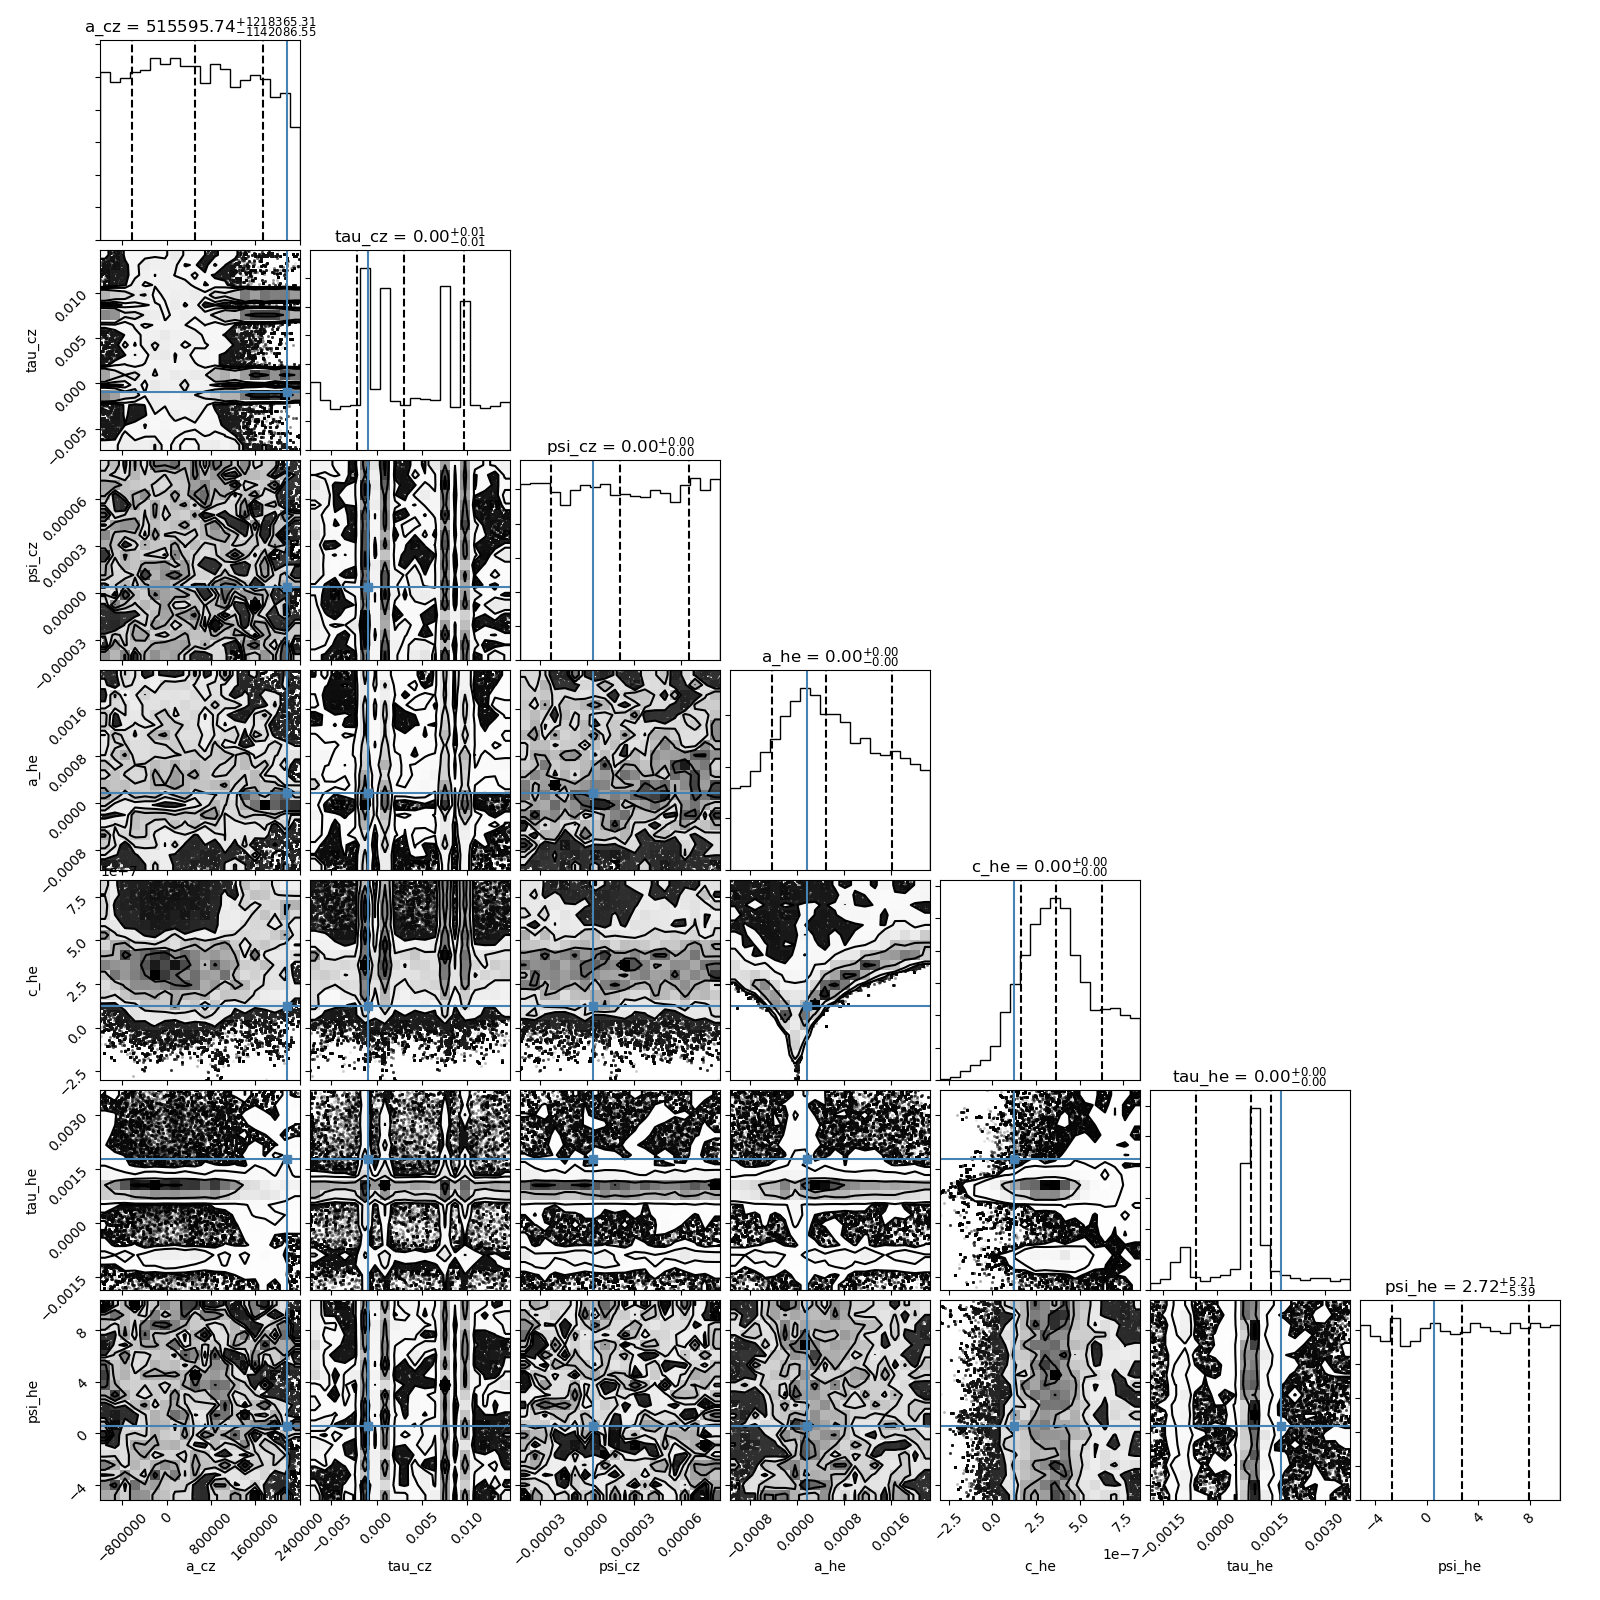 a_cz = 515595.74+1218365.31−1142086.55
tau_cz = 0.00+0.01−0.01
0.010
0.005
0.000
−0.005
tau_cz
psi_cz = 0.00+0.00−0.00
0.00006
0.00003
0.00000
−0.00003
psi_cz
a_he = 0.00+0.00−0.00
0.0016
0.0008
0.0000
−0.0008
a_he
c_he = 0.00+0.00−0.00
1e−7
7.5
5.0
2.5
0.0
−2.5
c_he
tau_he = 0.00+0.00−0.00
0.0030
0.0015
0.0000
−0.0015
tau_he
psi_he = 2.72+5.21−5.39
8
4
0
−4
psi_he
−800000 0 800000 1600000 2400000
a_cz
−0.005 0.000 0.005 0.010
tau_cz
−0.00003 0.00000 0.00003 0.00006
psi_cz
−0.0008 0.0000 0.0008 0.0016
a_he
−2.5 0.0 2.5 5.0 7.5
1e−7
c_he
−0.0015 0.0000 0.0015 0.0030
tau_he
−4 0 4 8
psi_he